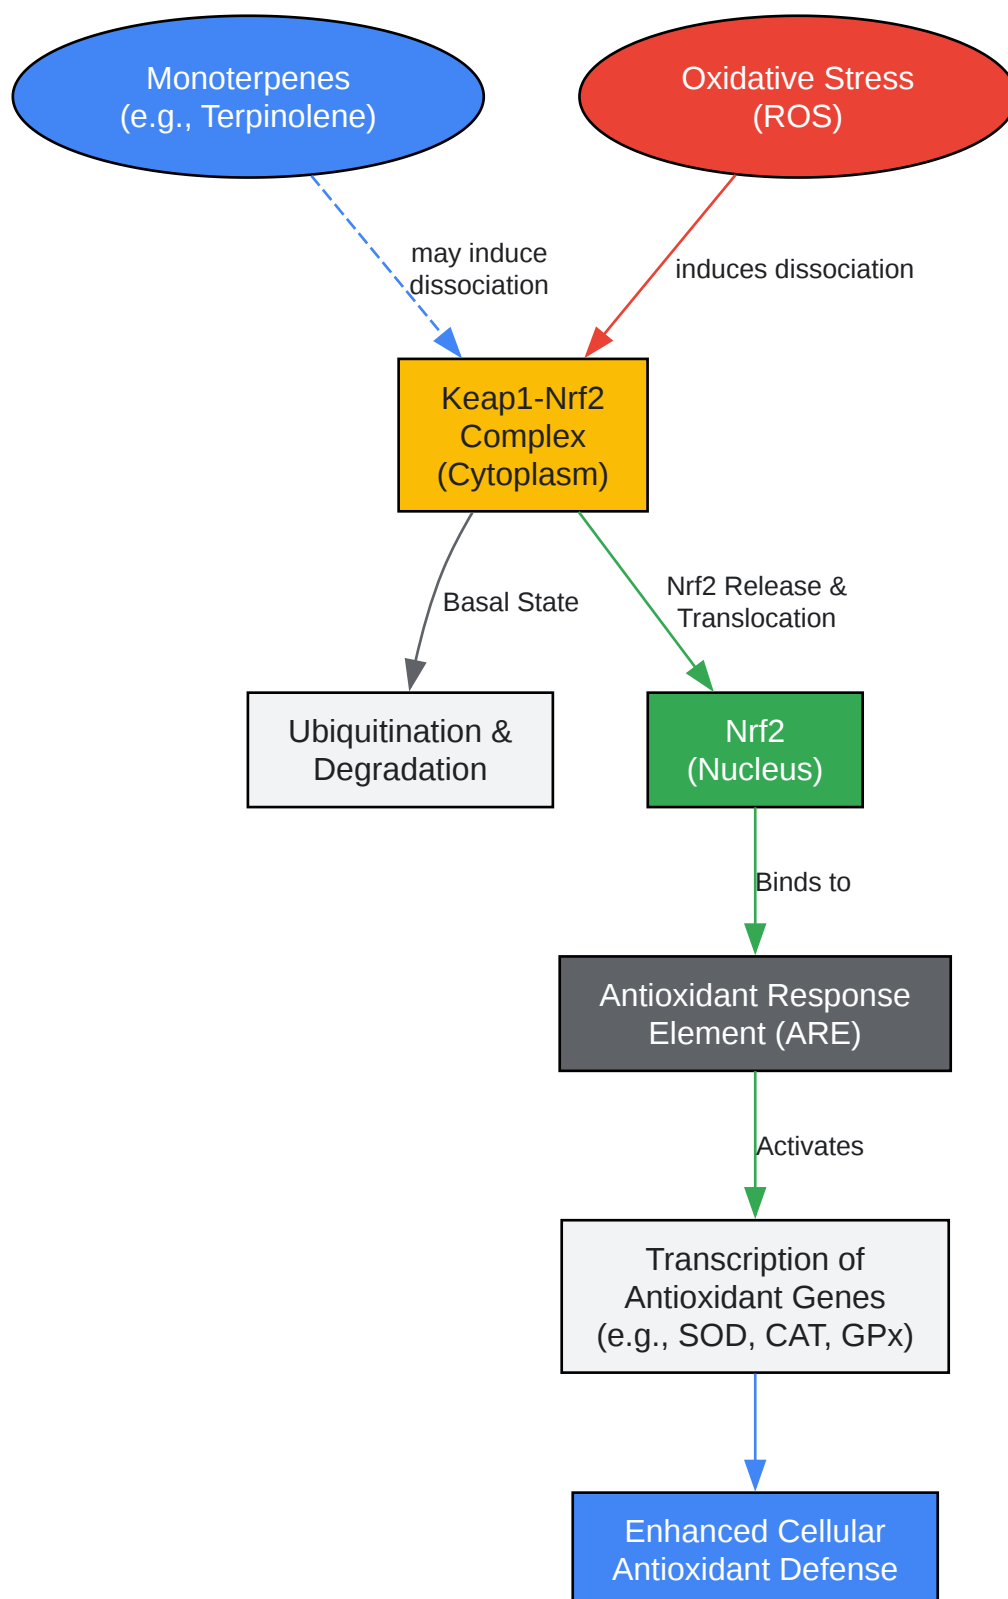 Monoterpenes
(e.g., Terpinolene)
Oxidative Stress
(ROS)
may induce
dissociation
induces dissociation
Keap1-Nrf2
Complex
(Cytoplasm)
Basal State
Nrf2 Release &
Translocation
Ubiquitination &
Degradation
Nrf2
(Nucleus)
Binds to
Antioxidant Response
Element (ARE)
Activates
Transcription of
Antioxidant Genes
(e.g., SOD, CAT, GPx)
Enhanced Cellular
Antioxidant Defense